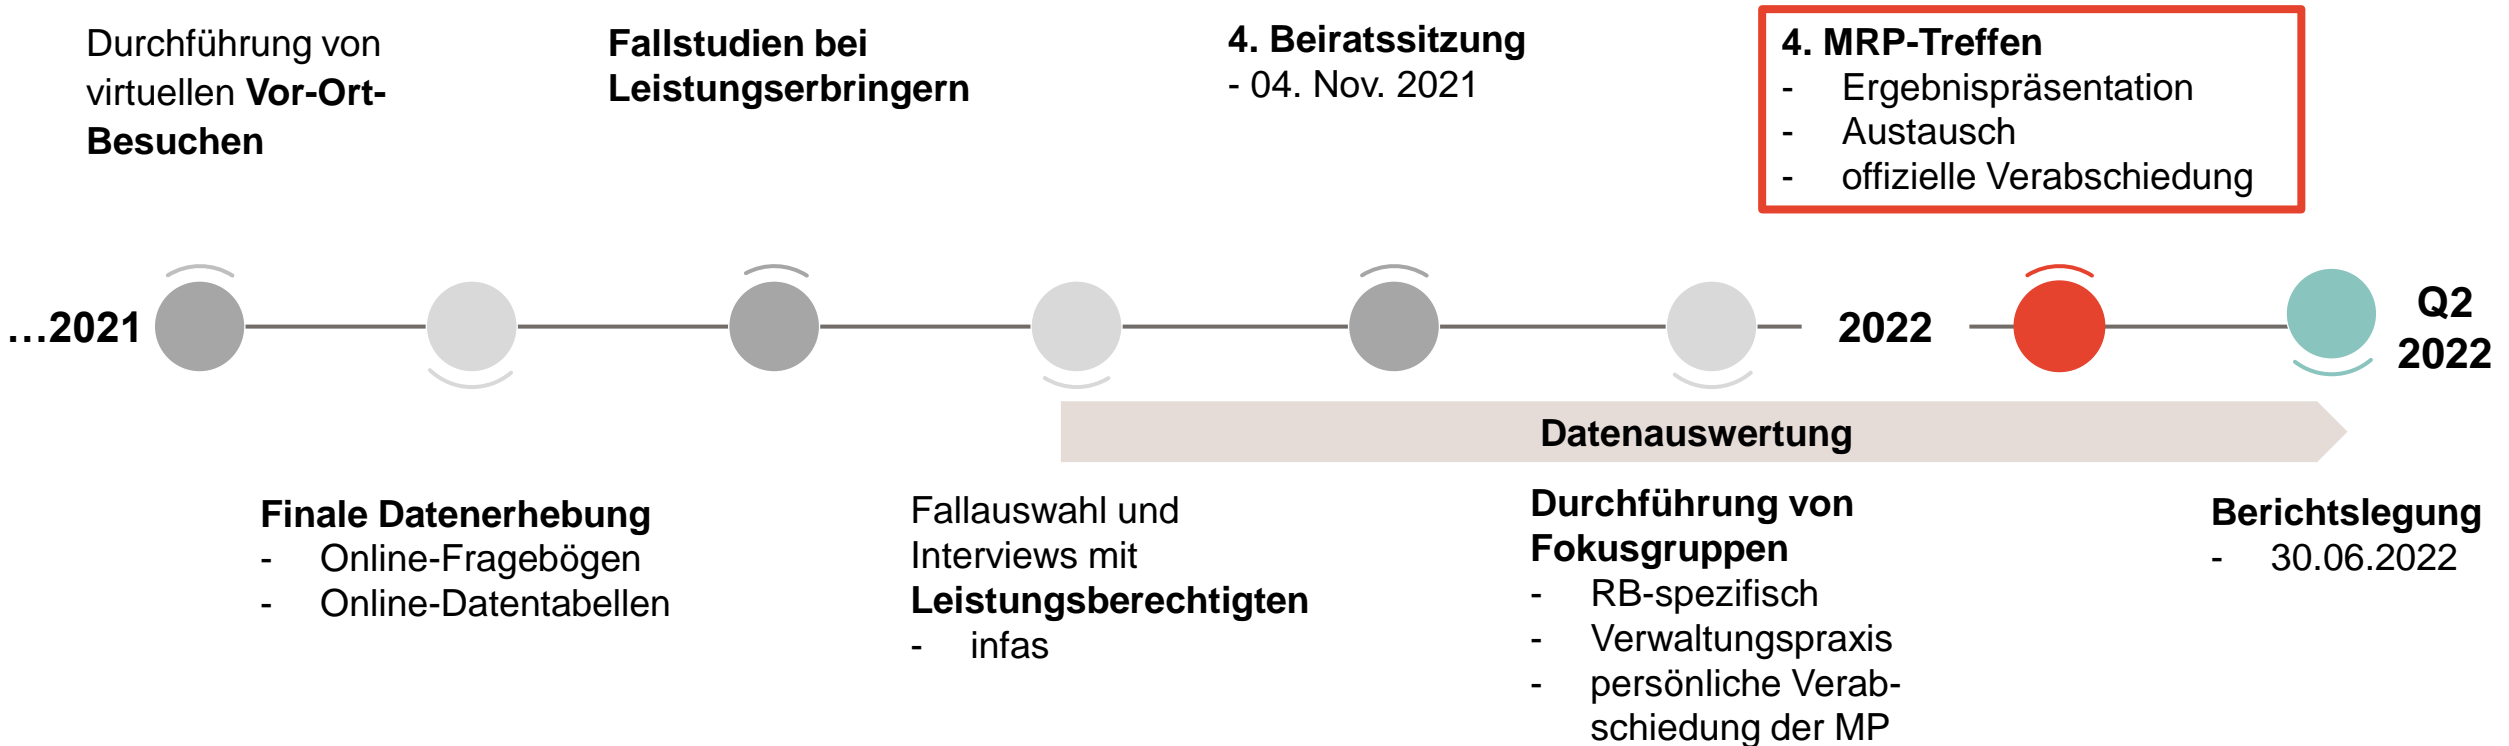 Durchführung von
virtuellen Vor-Ort-
Besuchen
Fallstudien bei
Leistungserbringern
4. Beiratssitzung
- 04. Nov. 2021
4. MRP-Treffen
- Ergebnispräsentation
- Austausch
- offizielle Verabschiedung
…2021
2022
Q2
2022
Datenauswertung
Finale Datenerhebung
- Online-Fragebögen
- Online-Datentabellen
Fallauswahl und
Interviews mit
Leistungsberechtigten
- infas
Durchführung von
Fokusgruppen
- RB-spezifisch
- Verwaltungspraxis
- persönliche Verab-
schiedung der MP
Berichtslegung
- 30.06.2022